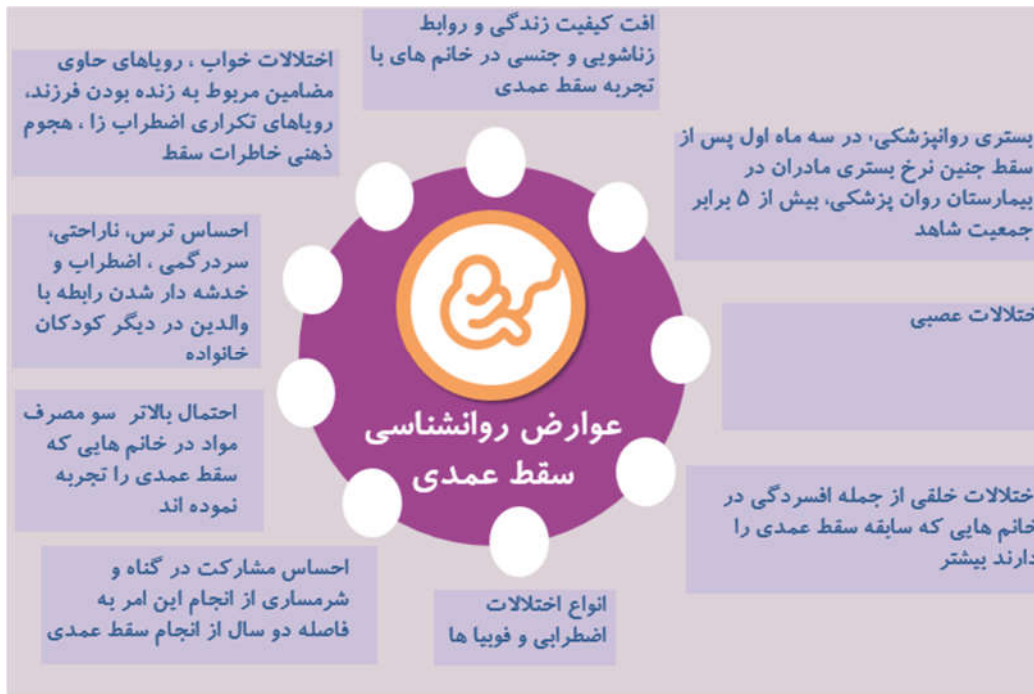 افت کیفیت زندگی و روابط
زناشویی و جنسی در خانم های با
تجربه سقط عمدی
بستری روانپزشکی، در سه ماه اول پس از
سقط جنین نرخ بستری مادران در
بیمارستان روان پزشکی، بیش از ۵ برابر
جمعیت شاهد
ختلالات عصبی
ختلالات خلقی از جمله افسردگی در
خانم هایی که سابقه سقط عمدی را
دارند بیشتر
انواع اختلالات
اضطرابی و فوبیا ها
احساس مشارکت در گناه و
شرمساری از انجام این امر به
فاصله دو سال از انجام سقط عمدی
احتمال بالاتر سو مصرف
مواد در خانم هایی که
سقط عمدی را تجربه
نموده اند
احساس ترس، ناراحتی،
سردرگمی ، اضطراب و
خدشه دار شدن رابطه با
والدین در دیگر کودکان
خانواده
اختلالات خواب ، رویاهای حاوی
مضامین مربوط به زنده بودن فرزند،
رویاهای تکراری اضطراب زا ، هجوم
ذهنی خاطرات سقط
عوارض روانشناسی
سقط عمدی